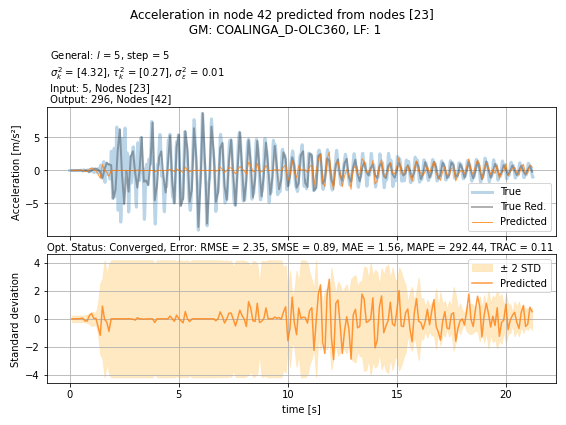 Acceleration in node 42 predicted from nodes [23]
GM: COALINGA_D-OLC360, LF: 1
General: l = 5, step = 5
σ²ₖ = [4.32], τ²ₖ = [0.27], σ²ε = 0.01
Input: 5, Nodes [23]
Output: 296, Nodes [42]
Acceleration [m/s²]
5
0
−5
True
True Red.
Predicted
Opt. Status: Converged, Error: RMSE = 2.35, SMSE = 0.89, MAE = 1.56, MAPE = 292.44, TRAC = 0.11
Standard deviation
4
2
0
−2
−4
± 2 STD
Predicted
0 5 10 15 20
time [s]